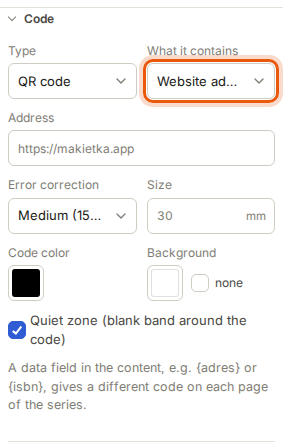 Code
Type
What it contains
QR code
Website ad...
Address
https://makietka.app
Error correction
Size
Medium (15...
30 mm
Code color
Background
none
Quiet zone (blank band around the
code)
A data field in the content, e.g. {adres} or
{isbn}, gives a different code on each page
of the series.